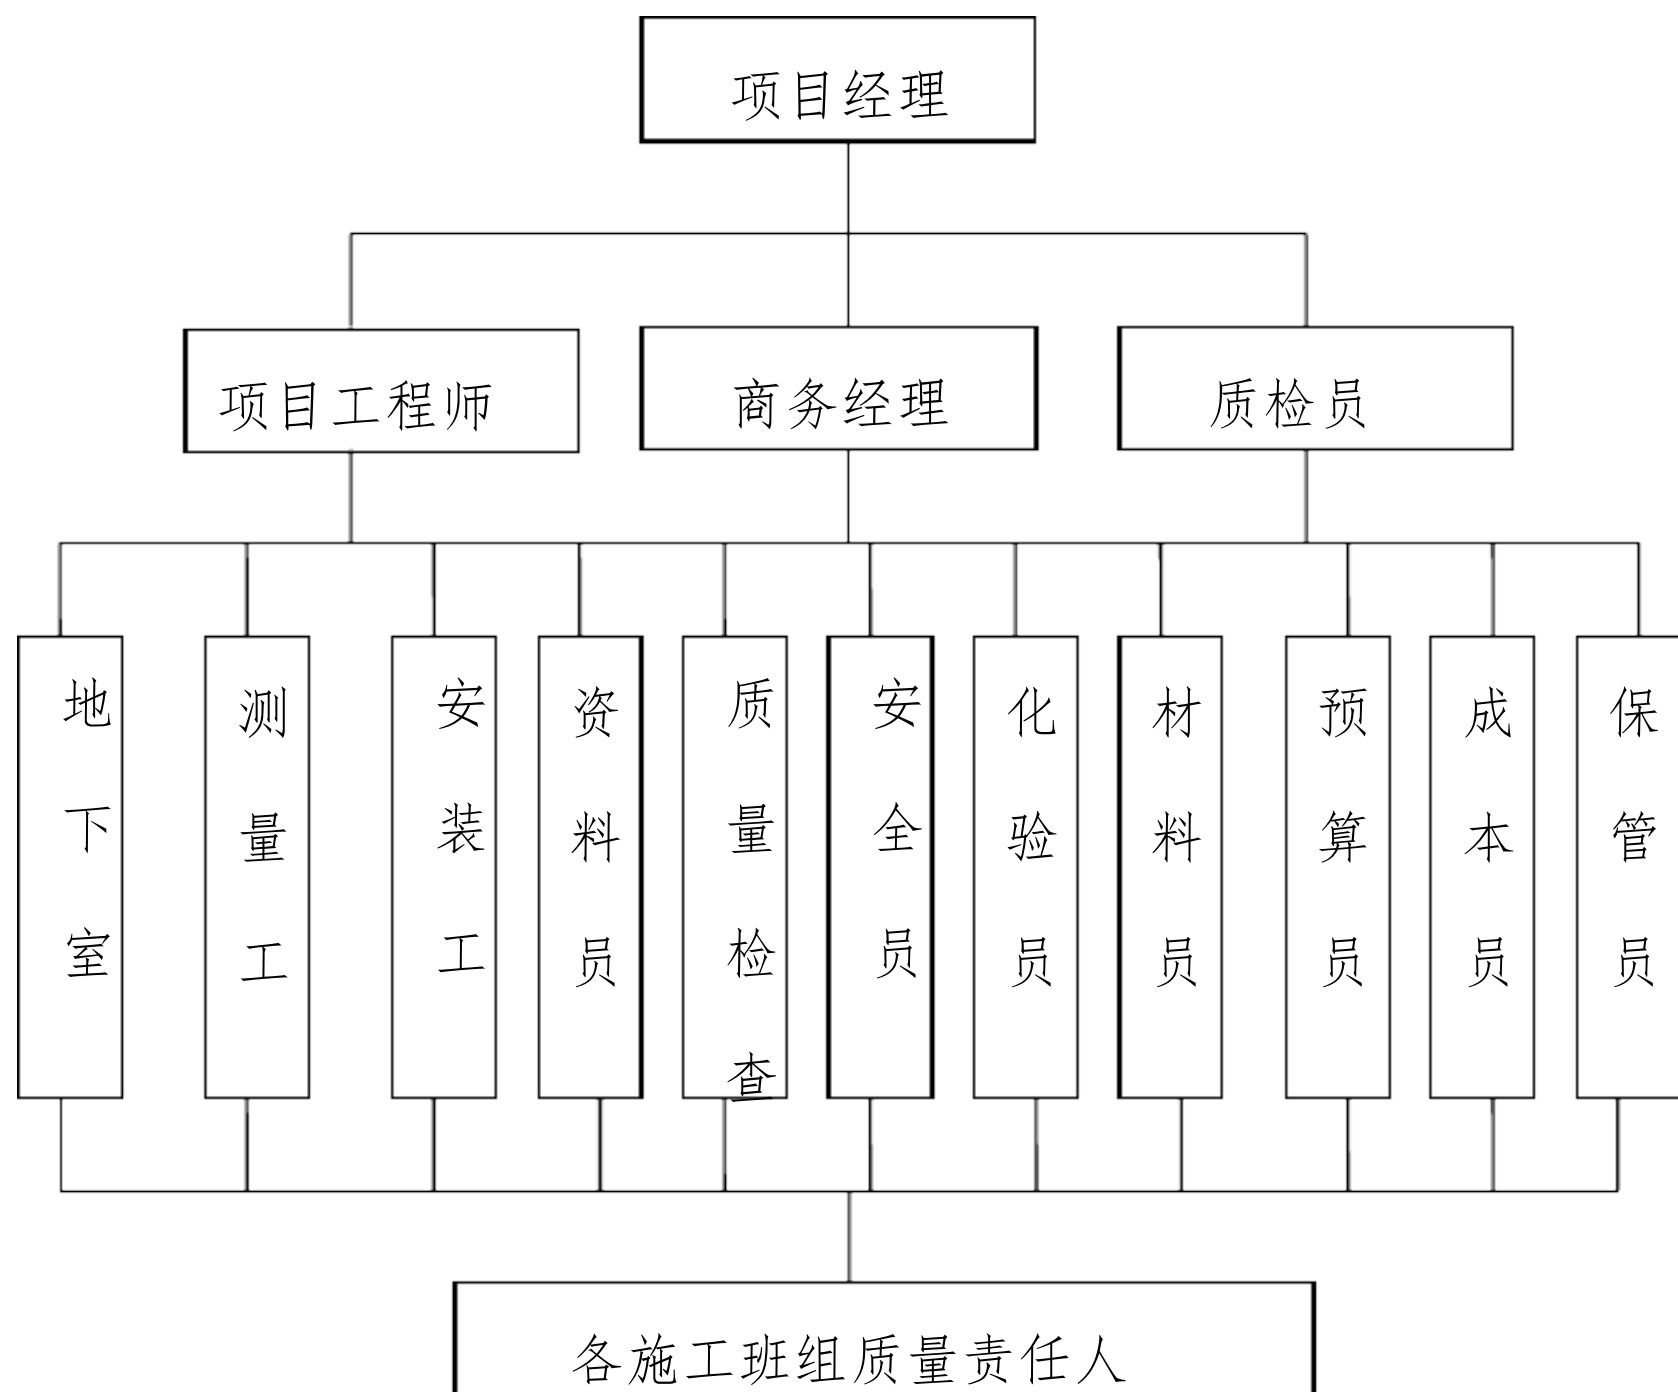 项目经理
项目工程师
商务经理
质检员
地下室
测量工
安装工
资料员
质量检查
安全员
化验员
材料员
预算员
成本员
保管员
各施工班组质量责任人